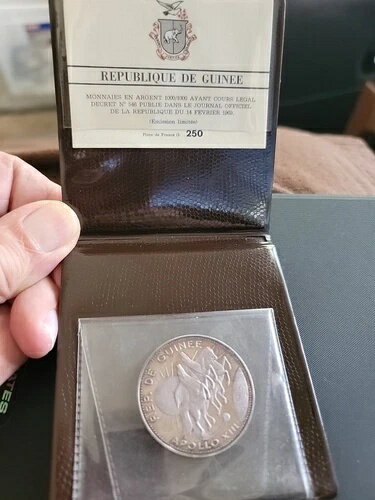 REPUBLIQUE DE GUINEE
MONNAIES EN ARGENT 1000/1000 AYANT COURS LEGAL
DECRET N° 546 PUBLIE DANS LE JOURNAL OFFICIEL
DE LA REPUBLIQUE DU 14 FEVRIER 1969.
(Emission limitée)
250
REP. DE GUINEE
APOLLO XIII